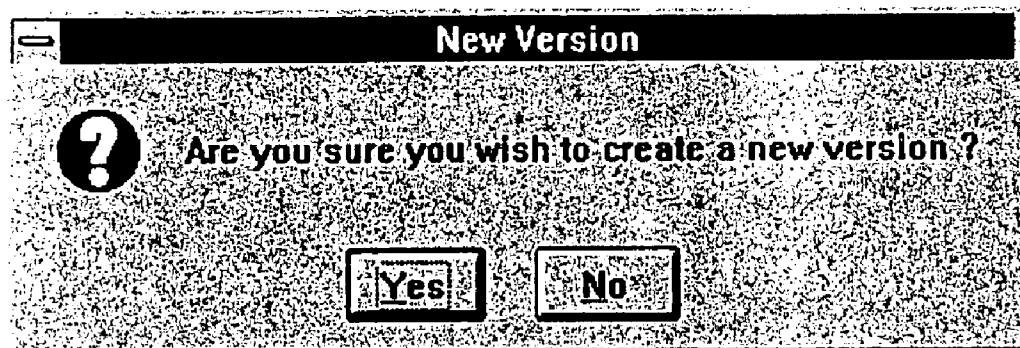 New Version
Are you sure you wish to create a new version ?
Yes
No